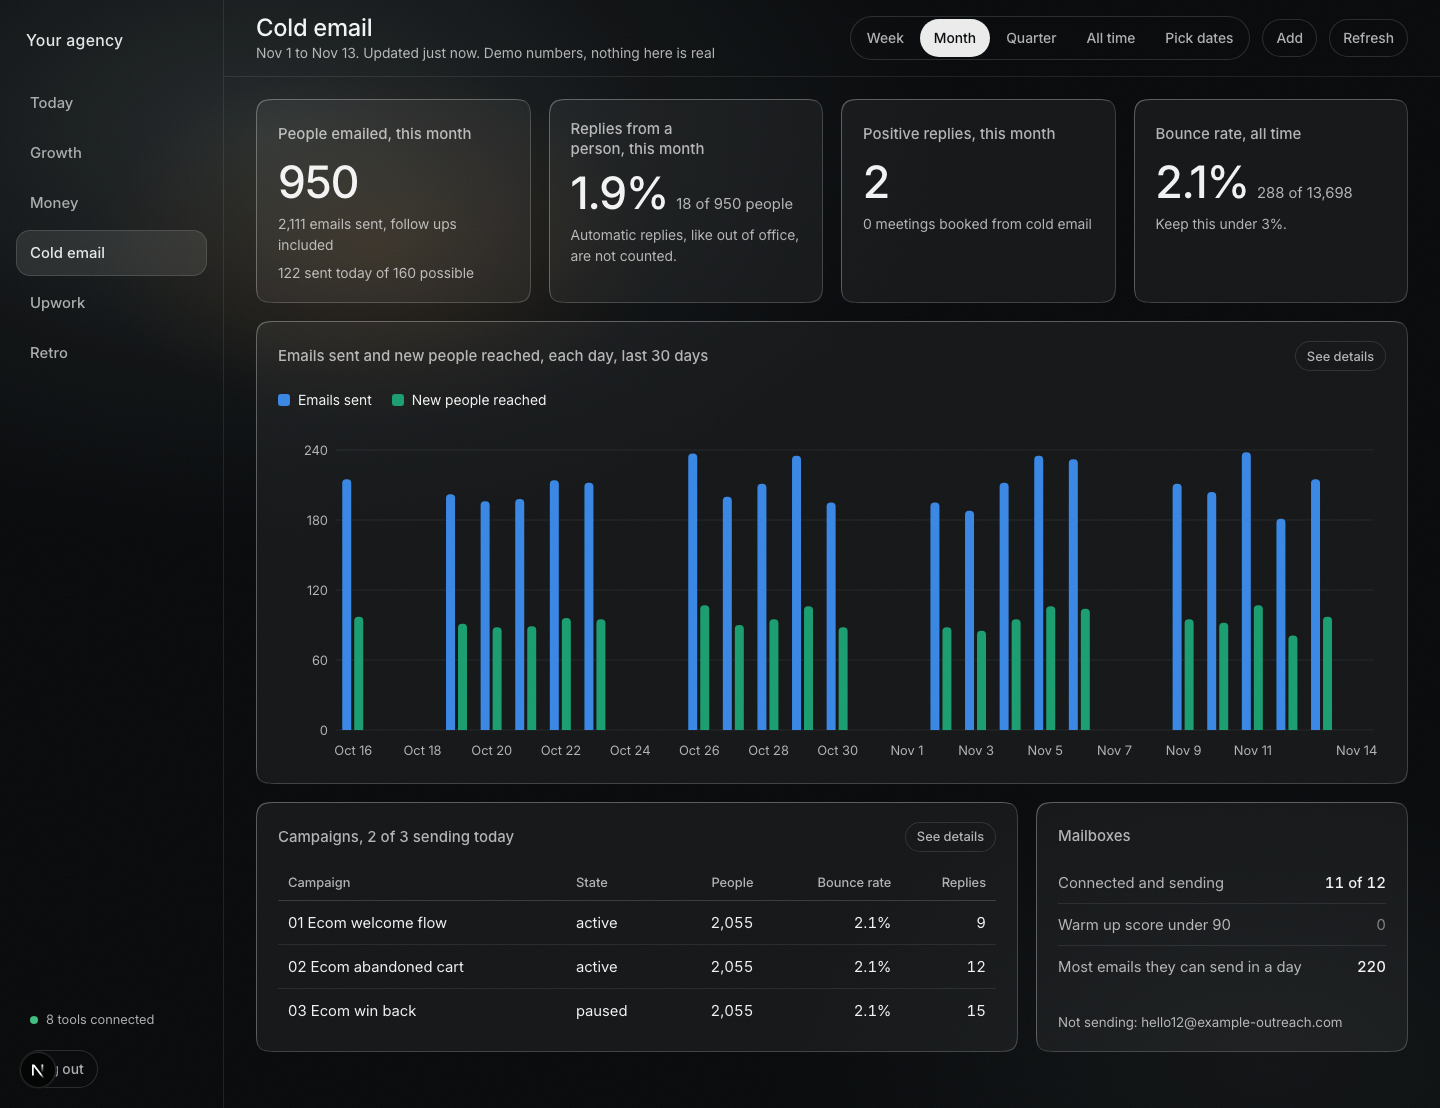 Your agency
Today
Growth
Money
Cold email
Upwork
Retro
8 tools connected
N
out
Cold email
Nov 1 to Nov 13. Updated just now. Demo numbers, nothing here is real
Week Month Quarter All time Pick dates Add Refresh
People emailed, this month
950
2,111 emails sent, follow ups
included
122 sent today of 160 possible
Replies from a
person, this month
1.9% 18 of 950 people
Automatic replies, like out of office,
are not counted.
Positive replies, this month
2
0 meetings booked from cold email
Bounce rate, all time
2.1% 288 of 13,698
Keep this under 3%.
Emails sent and new people reached, each day, last 30 days
See details
Emails sent New people reached
240
180
120
60
0
Oct 16 Oct 18 Oct 20 Oct 22 Oct 24 Oct 26 Oct 28 Oct 30 Nov 1 Nov 3 Nov 5 Nov 7 Nov 9 Nov 11 Nov 14
Campaigns, 2 of 3 sending today
See details
Campaign State People Bounce rate Replies
01 Ecom welcome flow active 2,055 2.1% 9
02 Ecom abandoned cart active 2,055 2.1% 12
03 Ecom win back paused 2,055 2.1% 15
Mailboxes
Connected and sending 11 of 12
Warm up score under 90 0
Most emails they can send in a day 220
Not sending: hello12@example-outreach.com